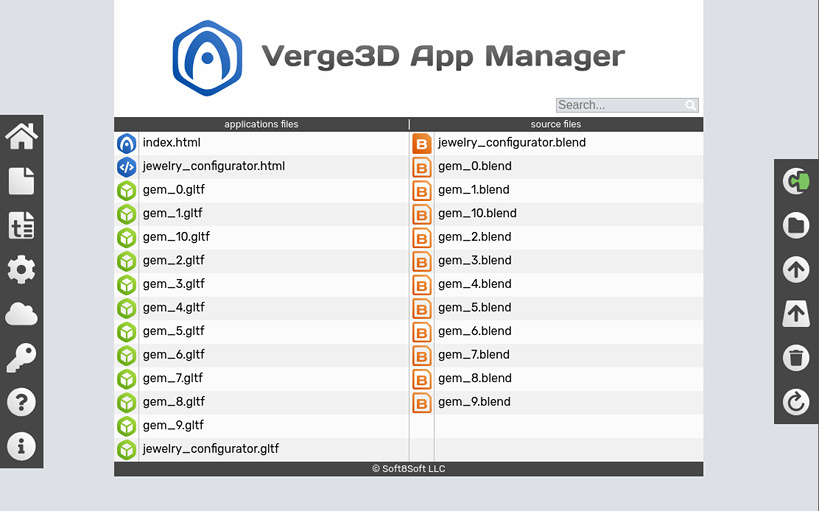 Verge3D App Manager
Search...
applications files | source files
index.html jewelry_configurator.blend
jewelry_configurator.html gem_0.blend
gem_0.gltf gem_1.blend
gem_1.gltf gem_10.blend
gem_10.gltf gem_2.blend
gem_2.gltf gem_3.blend
gem_3.gltf gem_4.blend
gem_4.gltf gem_5.blend
gem_5.gltf gem_6.blend
gem_6.gltf gem_7.blend
gem_7.gltf gem_8.blend
gem_8.gltf gem_9.blend
gem_9.gltf
jewelry_configurator.gltf
© Soft8Soft LLC